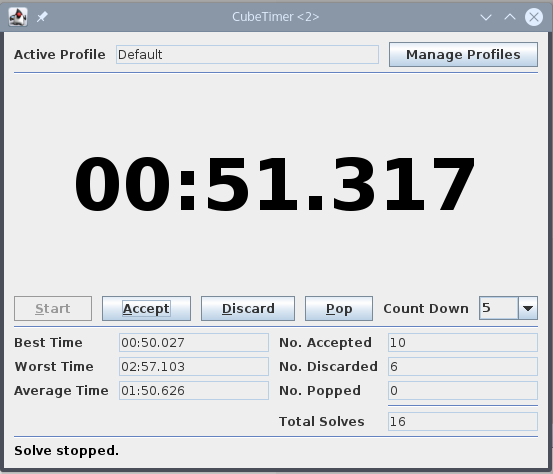 CubeTimer <2>
Active Profile Default Manage Profiles
00:51.317
Start Accept Discard Pop Count Down 5
Best Time 00:50.027 No. Accepted 10
Worst Time 02:57.103 No. Discarded 6
Average Time 01:50.626 No. Popped 0
Total Solves 16
Solve stopped.